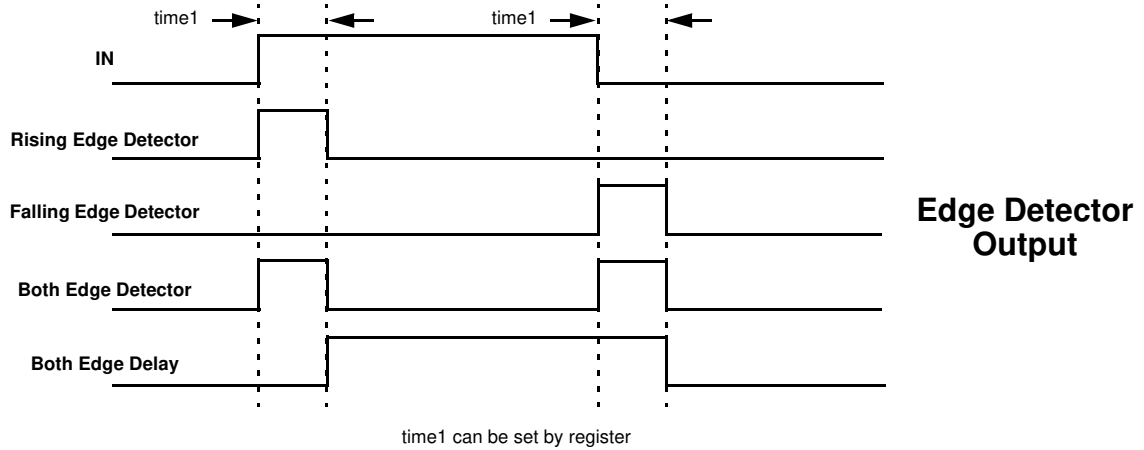 time1
time1
IN
Rising Edge Detector
Falling Edge Detector
Both Edge Detector
Both Edge Delay
Edge Detector
Output
time1 can be set by register